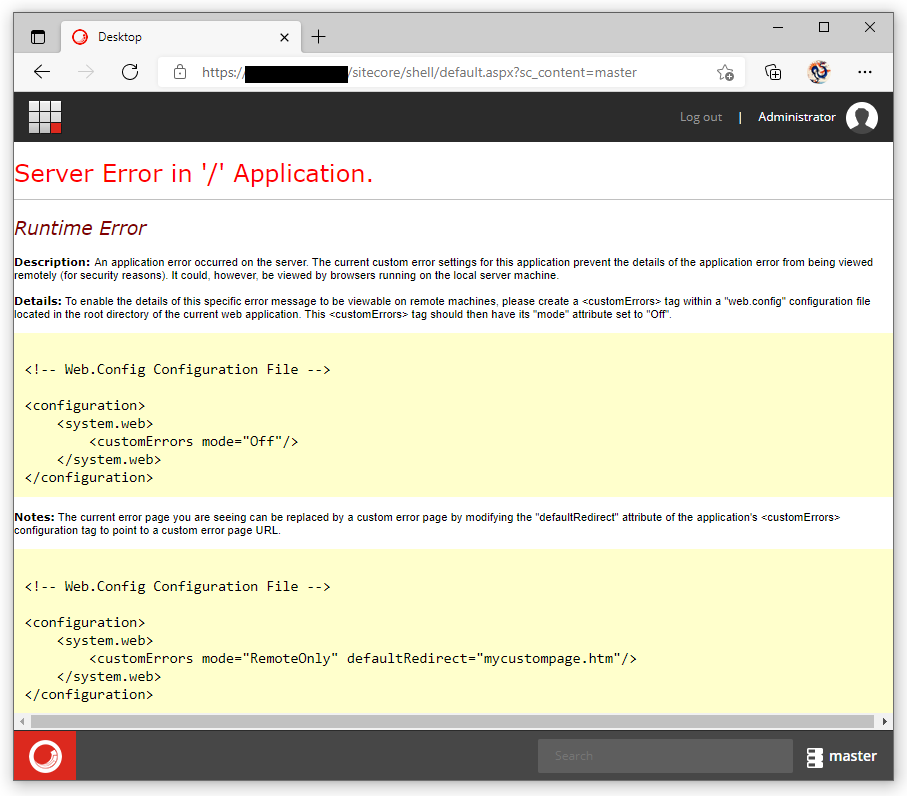 Desktop
https:/ /sitecore/shell/default.aspx?sc_content=master
Log out | Administrator
Server Error in '/' Application.
Runtime Error
Description: An application error occurred on the server. The current custom error settings for this application prevent the details of the application error from being viewed
remotely (for security reasons). It could, however, be viewed by browsers running on the local server machine.
Details: To enable the details of this specific error message to be viewable on remote machines, please create a <customErrors> tag within a "web.config" configuration file
located in the root directory of the current web application. This <customErrors> tag should then have its "mode" attribute set to "Off".
<!-- Web.Config Configuration File -->
<configuration>
    <system.web>
        <customErrors mode="Off"/>
    </system.web>
</configuration>
Notes: The current error page you are seeing can be replaced by a custom error page by modifying the "defaultRedirect" attribute of the application's <customErrors>
configuration tag to point to a custom error page URL.
<!-- Web.Config Configuration File -->
<configuration>
    <system.web>
        <customErrors mode="RemoteOnly" defaultRedirect="mycustompage.htm"/>
    </system.web>
</configuration>
Search
master